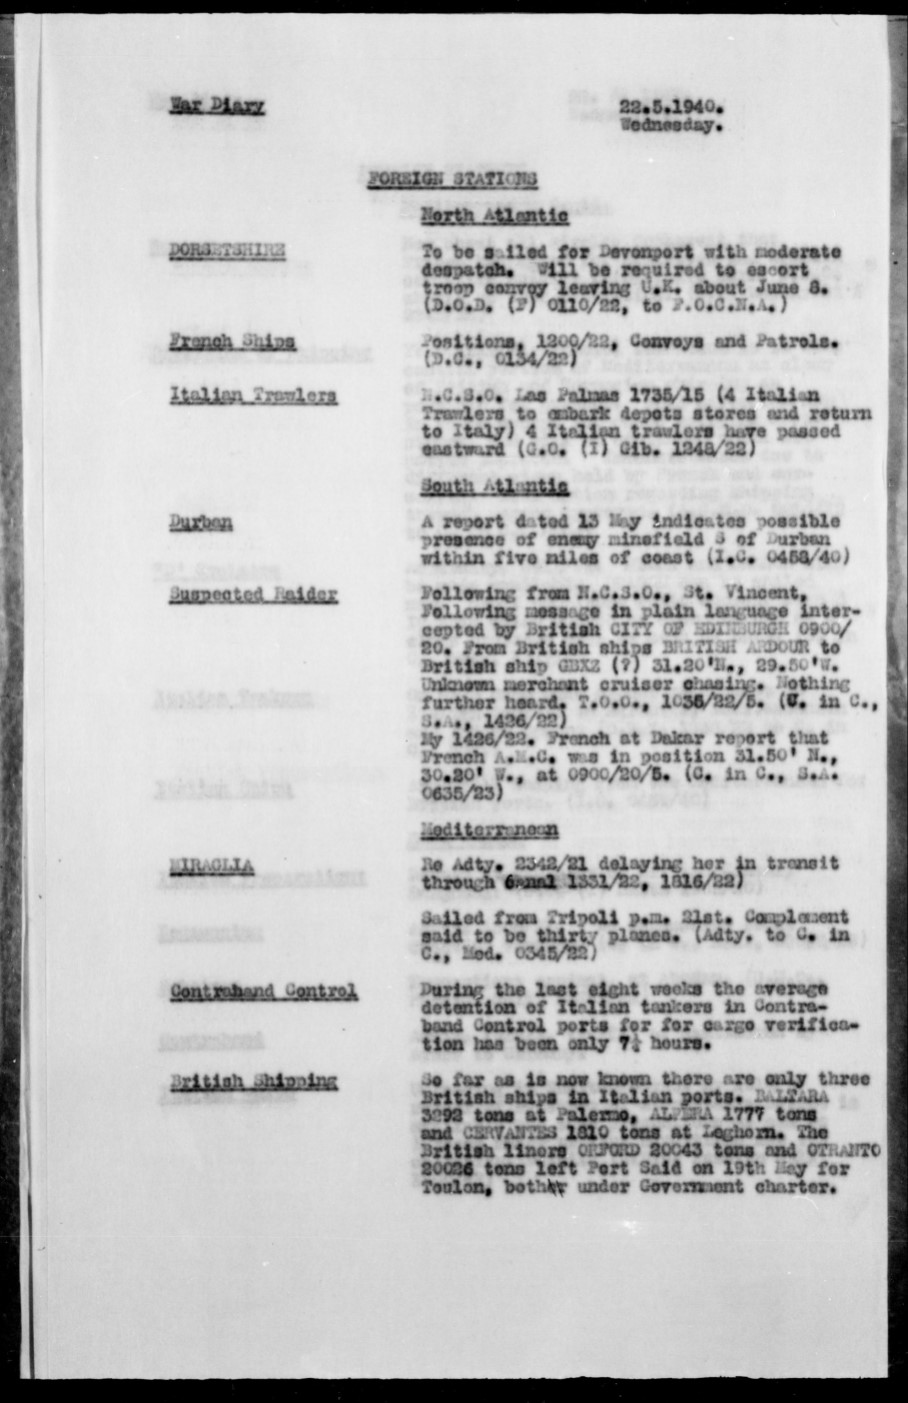 War Diary
22.5.1940.
Wednesday.
FOREIGN STATIONS
North Atlantic
DORSETSHIRE
To be sailed for Devonport with moderate
despatch. Will be required to escort
troop convoy leaving U.K. about June 8.
(D.O.D. (F) 0110/22, to F.O.C.N.A.)
French Ships
Positions, 1200/22, Convoys and Patrols.
(D.C., 0134/22)
Italian Trawlers
N.C.S.O. Las Palmas 1735/15 (4 Italian
Trawlers to embark depots stores and return
to Italy) 4 Italian trawlers have passed
eastward (S.O. (I) Gib. 1248/22)
South Atlantic
Durban
A report dated 13 May indicates possible
presence of enemy minefield S of Durban
within five miles of coast (I.C. 0458/40)
Suspected Raider
Following from N.C.S.O., St. Vincent,
Following message in plain language inter-
cepted by British CITY OF EDINBURGH 0900/
20. From British ships BRITISH ARDOUR to
British ship GBXZ (?) 31.20'N., 29.50'W.
Unknown merchant cruiser chasing. Nothing
further heard. T.O.O., 1035/22/5. (C. in C.,
S.A., 1426/22)
My 1426/22. French at Dakar report that
French A.M.C. was in position 31.50' N.,
30.20' W., at 0900/20/5. (C. in C., S.A.
0635/23)
Mediterranean
MIRAGLIA
Re Adty. 2342/21 delaying her in transit
through Canal 1331/22, 1816/22)
Sailed from Tripoli p.m. 21st. Complement
said to be thirty planes. (Adty. to C. in
C., Med. 0345/22)
Contraband Control
During the last eight weeks the average
detention of Italian tankers in Contra-
band Control ports for for cargo verifica-
tion has been only 7½ hours.
British Shipping
So far as is now known there are only three
British ships in Italian ports. BALTARA
3292 tons at Palermo, 1777 tons
and CERVANTES 1810 tons at Leghorn. The
British liners ORFORD 20043 tons and OTRANTO
20026 tons left Port Said on 19th May for
Toulon, both under Government charter.